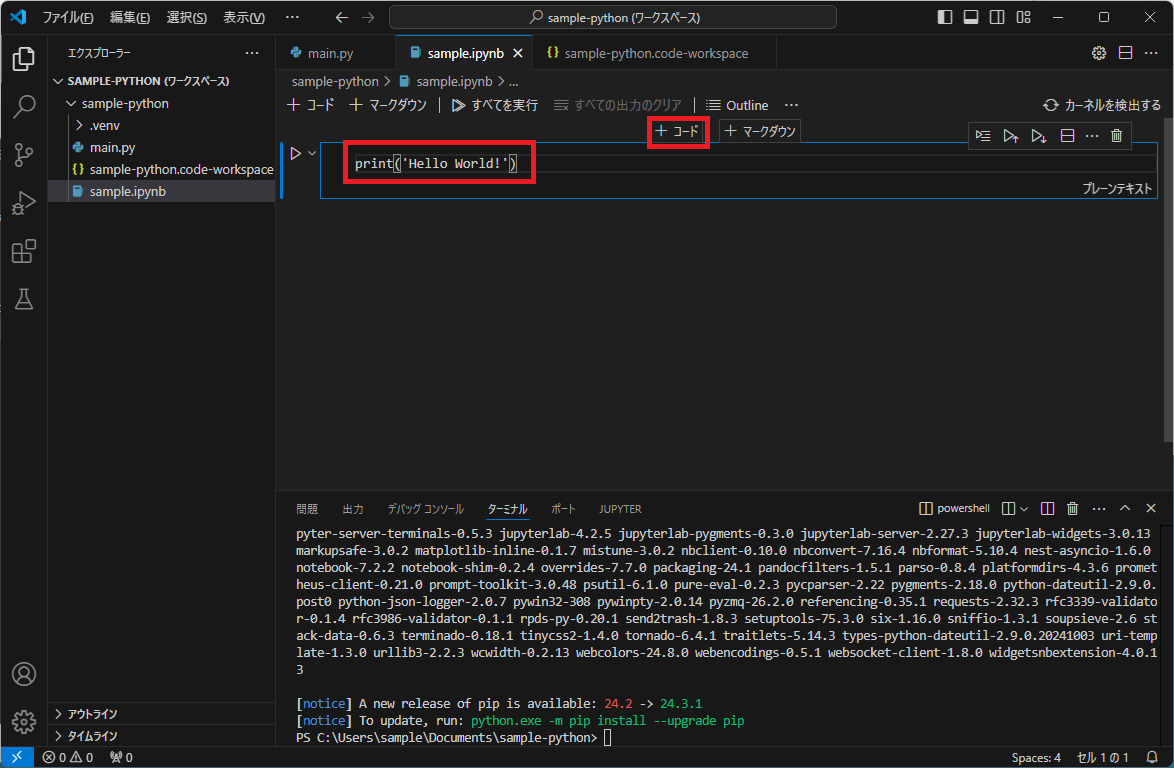 ファイル(F) 編集(E) 選択(S) 表示(V) ··· sample-python (ワークスペース)
エクスプローラー ···
SAMPLE-PYTHON (ワークスペース)
sample-python
.venv
main.py
sample-python.code-workspace
sample.ipynb
アウトライン
タイムライン
main.py sample.ipynb sample-python.code-workspace
sample-python > sample.ipynb > ...
コード マークダウン すべてを実行 すべての出力のクリア Outline ··· カーネルを検出する
コード マークダウン
print('Hello World!')
プレーンテキスト
問題 出力 デバッグ コンソール ターミナル ポート JUPYTER powershell
pyter-server-terminals-0.5.3 jupyterlab-4.2.5 jupyterlab-pygments-0.3.0 jupyterlab-server-2.27.3 jupyterlab-widgets-3.0.13
markupsafe-3.0.2 matplotlib-inline-0.1.7 mistune-3.0.2 nbclient-0.10.0 nbconvert-7.16.4 nbformat-5.10.4 nest-asyncio-1.6.0
notebook-7.2.2 notebook-shim-0.2.4 overrides-7.7.0 packaging-24.1 pandocfilters-1.5.1 parso-0.8.4 platformdirs-4.3.6 promet
heus-client-0.21.0 prompt-toolkit-3.0.48 psutil-6.1.0 pure-eval-0.2.3 pycparser-2.22 pygments-2.18.0 python-dateutil-2.9.0.
post0 python-json-logger-2.0.7 pywin32-308 pywinpty-2.0.14 pyzmq-26.2.0 referencing-0.35.1 requests-2.32.3 rfc3339-validato
r-0.1.4 rfc3986-validator-0.1.1 rpds-py-0.20.1 send2trash-1.8.3 setuptools-75.3.0 six-1.16.0 sniffio-1.3.1 soupsieve-2.6 st
ack-data-0.6.3 terminado-0.18.1 tinycss2-1.4.0 tornado-6.4.1 traitlets-5.14.3 types-python-dateutil-2.9.0.20241003 uri-temp
late-1.3.0 urllib3-2.2.3 wcwidth-0.2.13 webcolors-24.8.0 webencodings-0.5.1 websocket-client-1.8.0 widgetsnbextension-4.0.1
3
[notice] A new release of pip is available: 24.2 -> 24.3.1
[notice] To update, run: python.exe -m pip install --upgrade pip
PS C:\Users\sample\Documents\sample-python>
0 0 0 Spaces: 4 セル 1 の 1